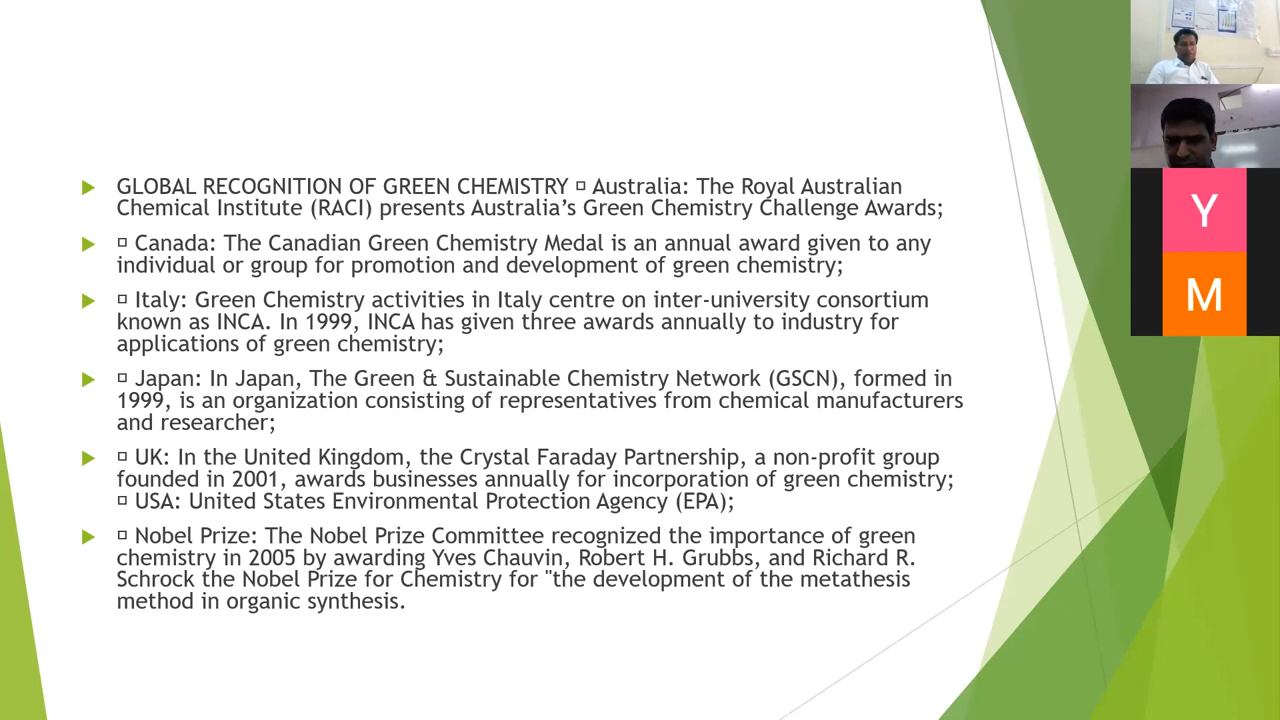 GLOBAL RECOGNITION OF GREEN CHEMISTRY ▯ Australia: The Royal Australian
Chemical Institute (RACI) presents Australia’s Green Chemistry Challenge Awards;
▯ Canada: The Canadian Green Chemistry Medal is an annual award given to any
individual or group for promotion and development of green chemistry;
▯ Italy: Green Chemistry activities in Italy centre on inter-university consortium
known as INCA. In 1999, INCA has given three awards annually to industry for
applications of green chemistry;
▯ Japan: In Japan, The Green & Sustainable Chemistry Network (GSCN), formed in
1999, is an organization consisting of representatives from chemical manufacturers
and researcher;
▯ UK: In the United Kingdom, the Crystal Faraday Partnership, a non-profit group
founded in 2001, awards businesses annually for incorporation of green chemistry;
▯ USA: United States Environmental Protection Agency (EPA);
▯ Nobel Prize: The Nobel Prize Committee recognized the importance of green
chemistry in 2005 by awarding Yves Chauvin, Robert H. Grubbs, and Richard R.
Schrock the Nobel Prize for Chemistry for "the development of the metathesis
method in organic synthesis.
Y
M